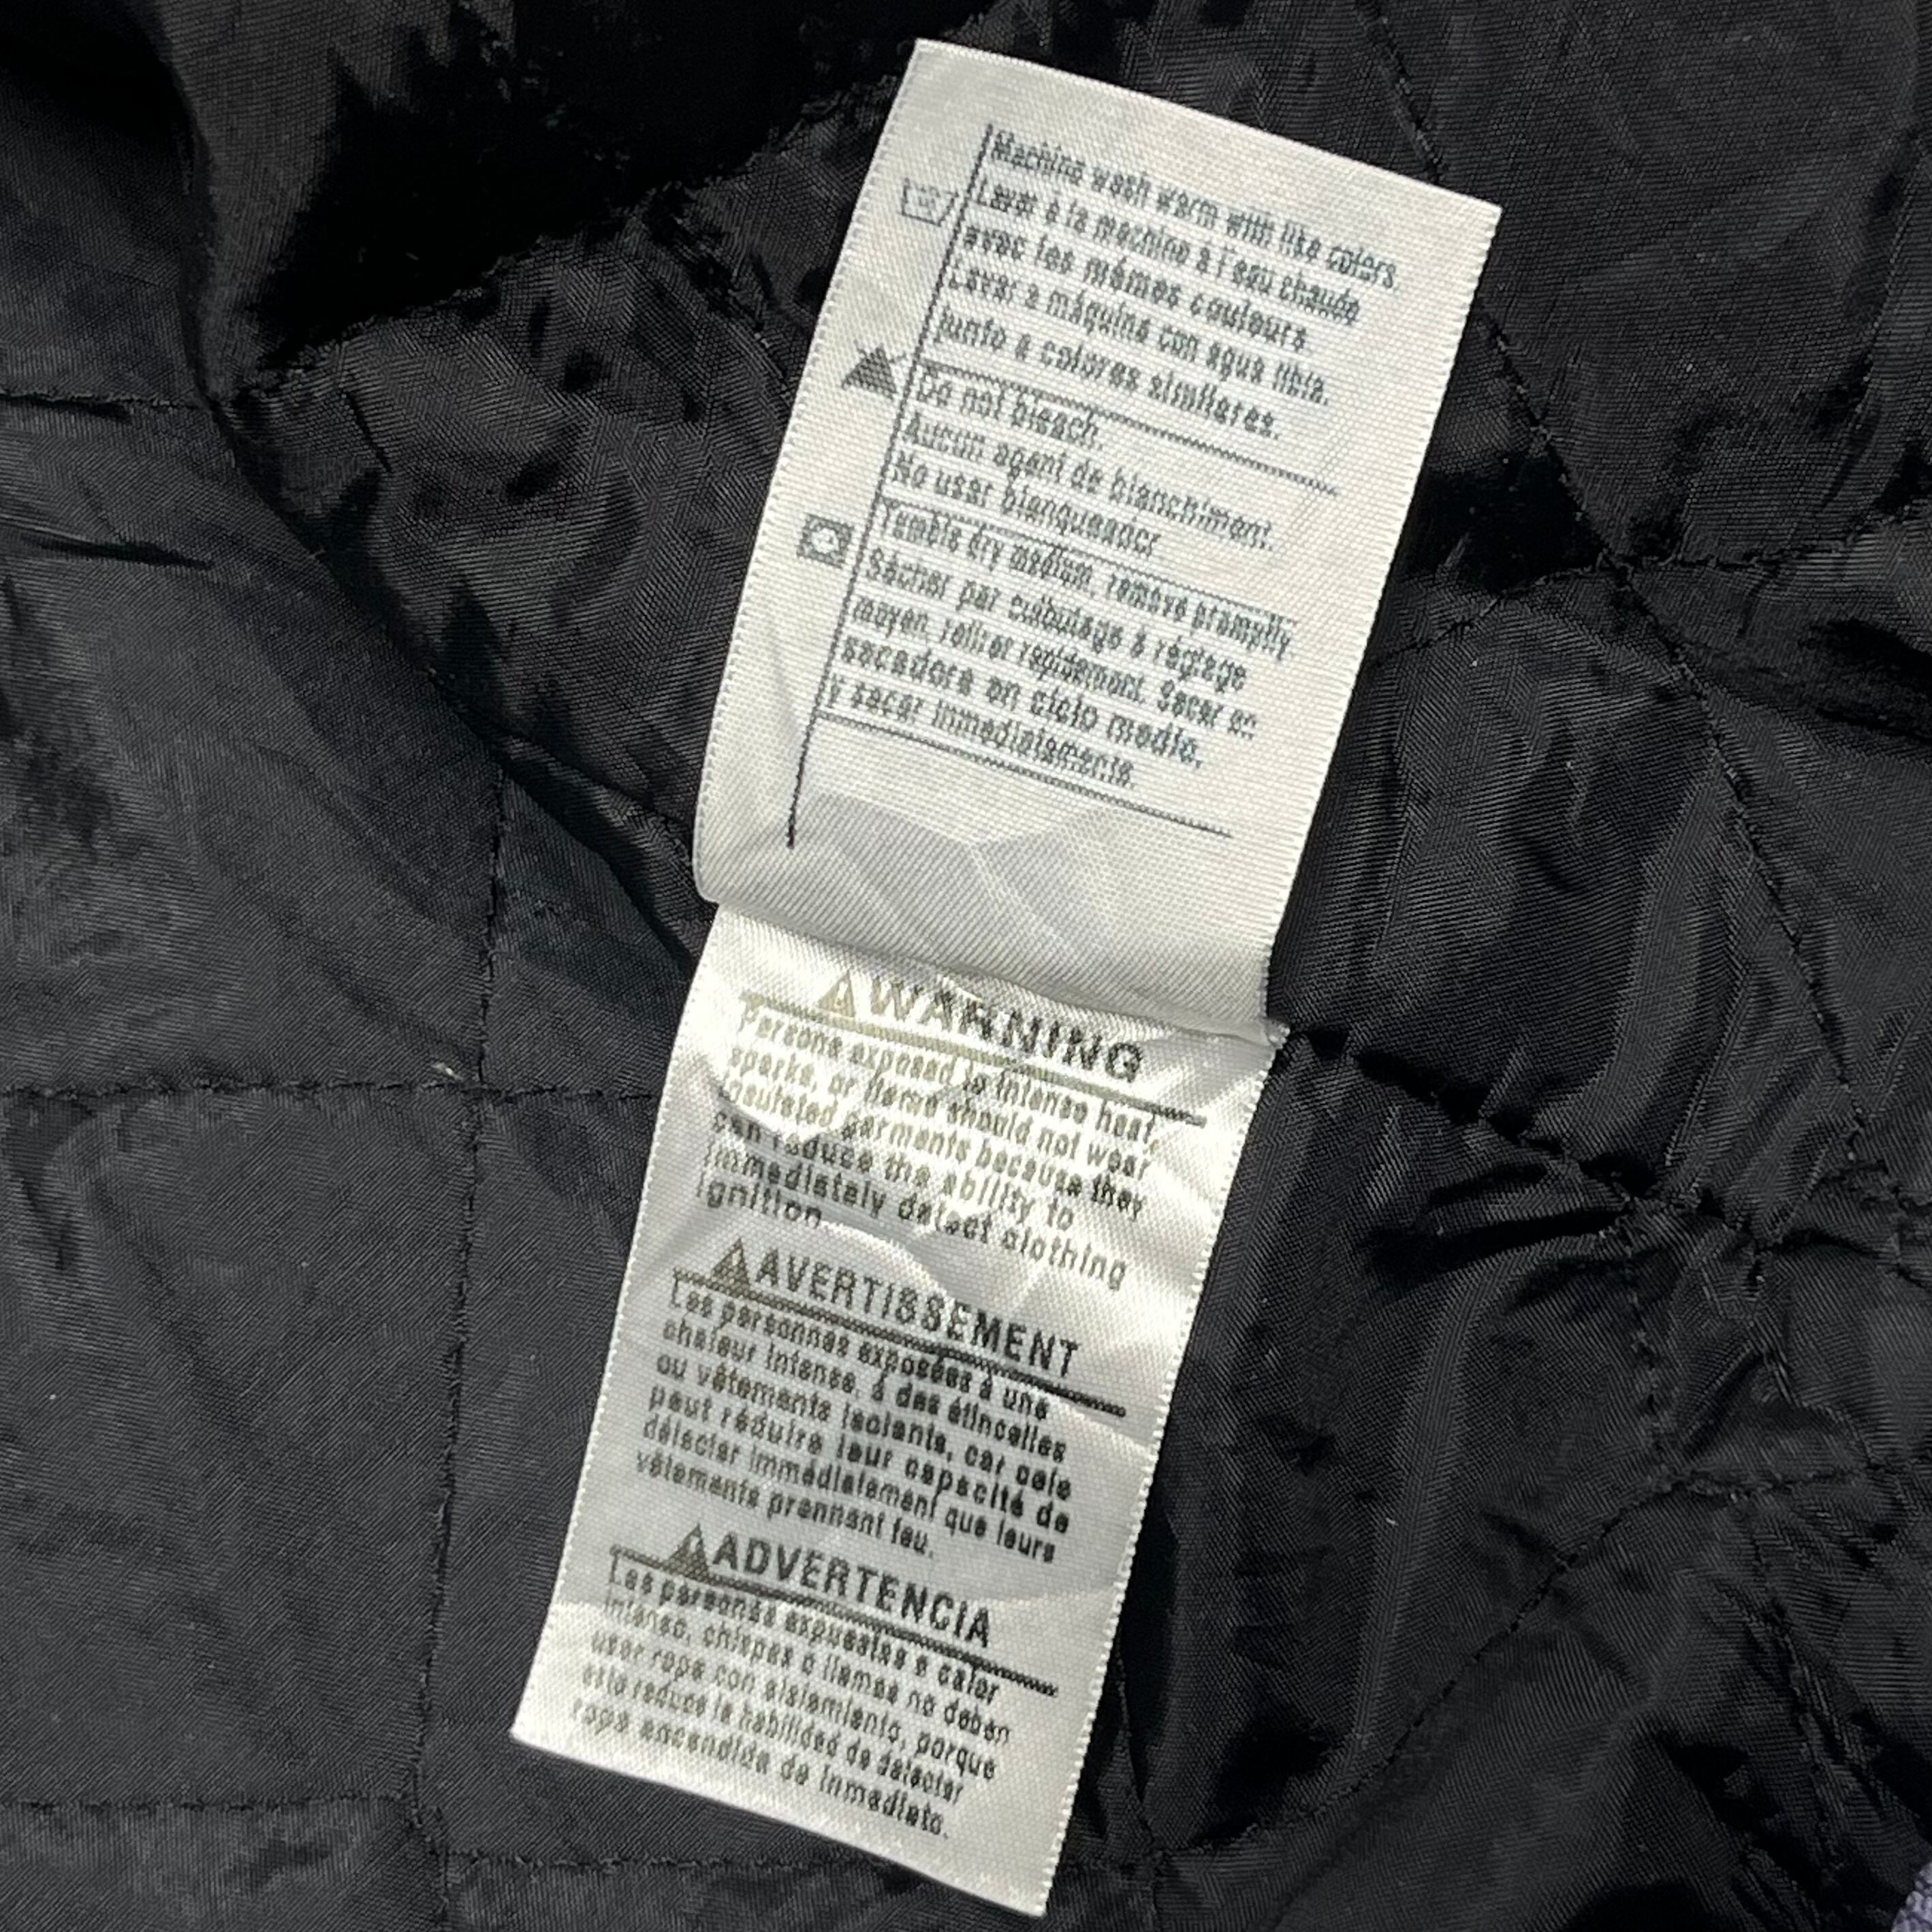 Machine wash warm with like colors.
Laver à la machine à l'eau chaude
avec les mêmes couleurs.
Lavar a máquina con agua tibia.
junto a colores similares.
Do not bleach.
Aucun agent de blanchiment.
No usar blanqueador
Tumble dry medium, remove promptly
Sécher par culbutage à réglage
moyen, retirer rapidement. Secar en
secadora en ciclo medio,
y sacar inmediatamente.
WARNING
Persons exposed to intense heat,
sparks, or flame should not wear
insulated garments because they
can reduce the ability to
immediately detect clothing
ignition.
AVERTISSEMENT
Les personnes exposées à une
chaleur intense, à des étincelles
ou vêtements isolants, car cela
peut réduire leur capacité de
détecter immédiatement que leurs
vêtements prennant feu.
ADVERTENCIA
Las personas expuestas a calor
intenso, chispas o llamas no deben
usar ropa con aislamiento, porque
esto reduce la habilidad de detectar
ropa encendida de inmediato.